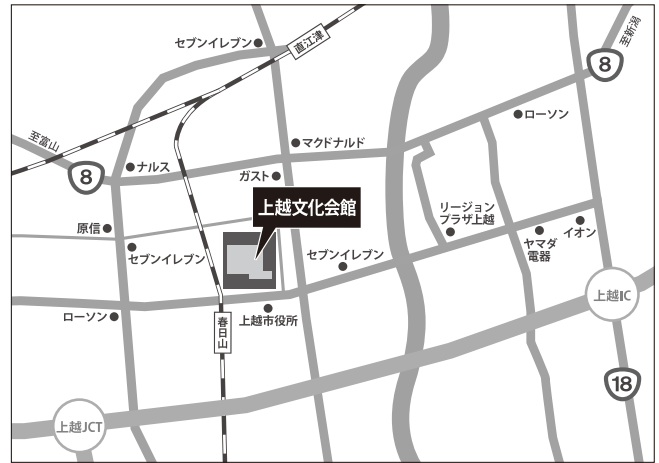 セブンイレブン
直江津
至新潟
8
ローソン
マクドナルド
至富山
8
ナルス
ガスト
上越文化会館
リージョン
プラザ上越
原信
セブンイレブン
セブンイレブン
ヤマダ
電器
イオン
上越IC
ローソン
春日山
上越市役所
18
上越JCT